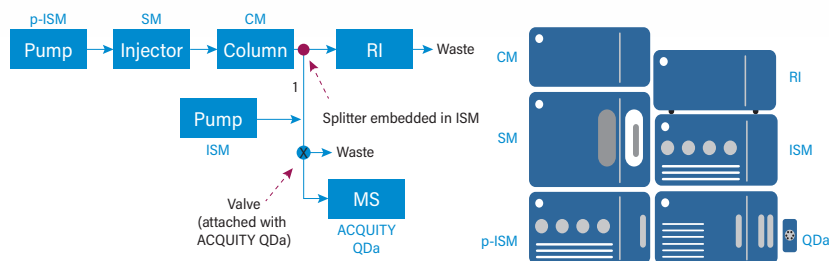 p-ISM
SM
CM
Pump
Injector
Column
RI
Waste
1
Splitter embedded in ISM
Pump
ISM
X
Waste
Valve
(attached with
ACQUITY QDa)
MS
ACQUITY
QDa
CM
RI
SM
ISM
p-ISM
QDa